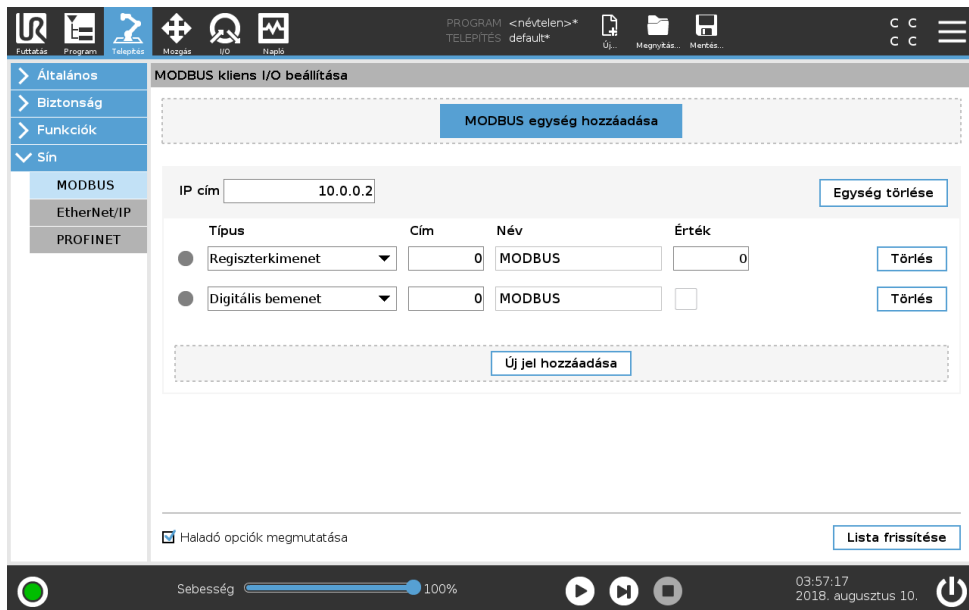 UR
Futtatás Program Telepítés Mozgás I/O Napló
PROGRAM <névtelen>*
TELEPÍTÉS default*
Új... Megnyitás... Mentés...
C C
C C
Általános
Biztonság
Funkciók
Sín
MODBUS
EtherNet/IP
PROFINET
MODBUS kliens I/O beállítása
MODBUS egység hozzáadása
IP cím 10.0.0.2 Egység törlése
Típus Cím Név Érték
Regiszterkimenet 0 MODBUS 0 Törlés
Digitális bemenet 0 MODBUS Törlés
Új jel hozzáadása
Haladó opciók megmutatása Lista frissítése
Sebesség 100%
03:57:17
2018. augusztus 10.